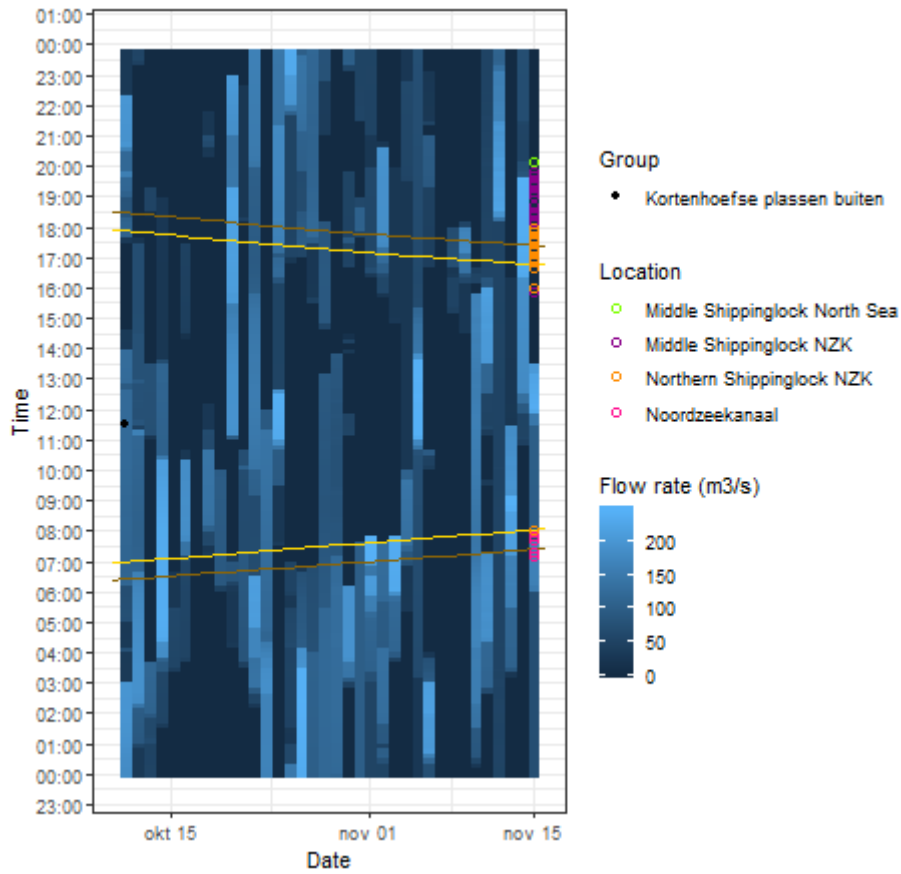 01:00
00:00
23:00
22:00
21:00
20:00
19:00
18:00
17:00
16:00
15:00
14:00
13:00
12:00
11:00
10:00
09:00
08:00
07:00
06:00
05:00
04:00
03:00
02:00
01:00
00:00
23:00
Time
okt 15
nov 01
nov 15
Date
Group
Kortenhoefse plassen buiten
Location
Middle Shippinglock North Sea
Middle Shippinglock NZK
Northern Shippinglock NZK
Noordzeekanaal
Flow rate (m3/s)
200
150
100
50
0